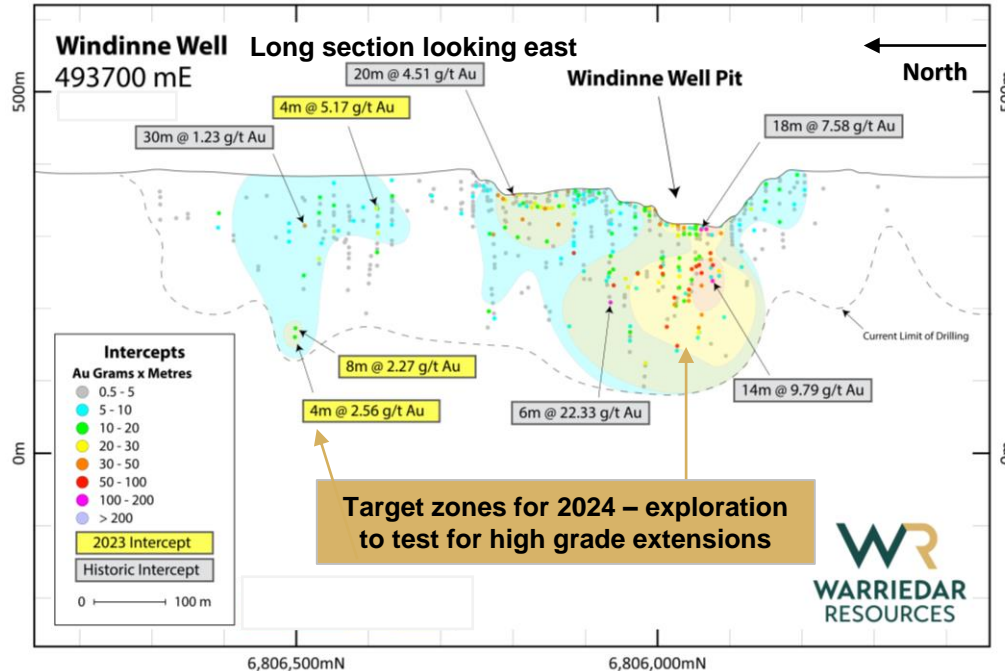 Windinne Well
Long section looking east
493700 mE
North
500m
500m
20m @ 4.51 g/t Au
Windinne Well Pit
4m @ 5.17 g/t Au
30m @ 1.23 g/t Au
18m @ 7.58 g/t Au
Current Limit of Drilling
8m @ 2.27 g/t Au
4m @ 2.56 g/t Au
6m @ 22.33 g/t Au
14m @ 9.79 g/t Au
0m
0m
Intercepts
Au Grams x Metres
0.5 - 5
5 - 10
10 - 20
20 - 30
30 - 50
50 - 100
100 - 200
> 200
2023 Intercept
Historic Intercept
0 100 m
Target zones for 2024 – exploration
to test for high grade extensions
WR
WARRIEDAR
RESOURCES
6,806,500mN
6,806,000mN